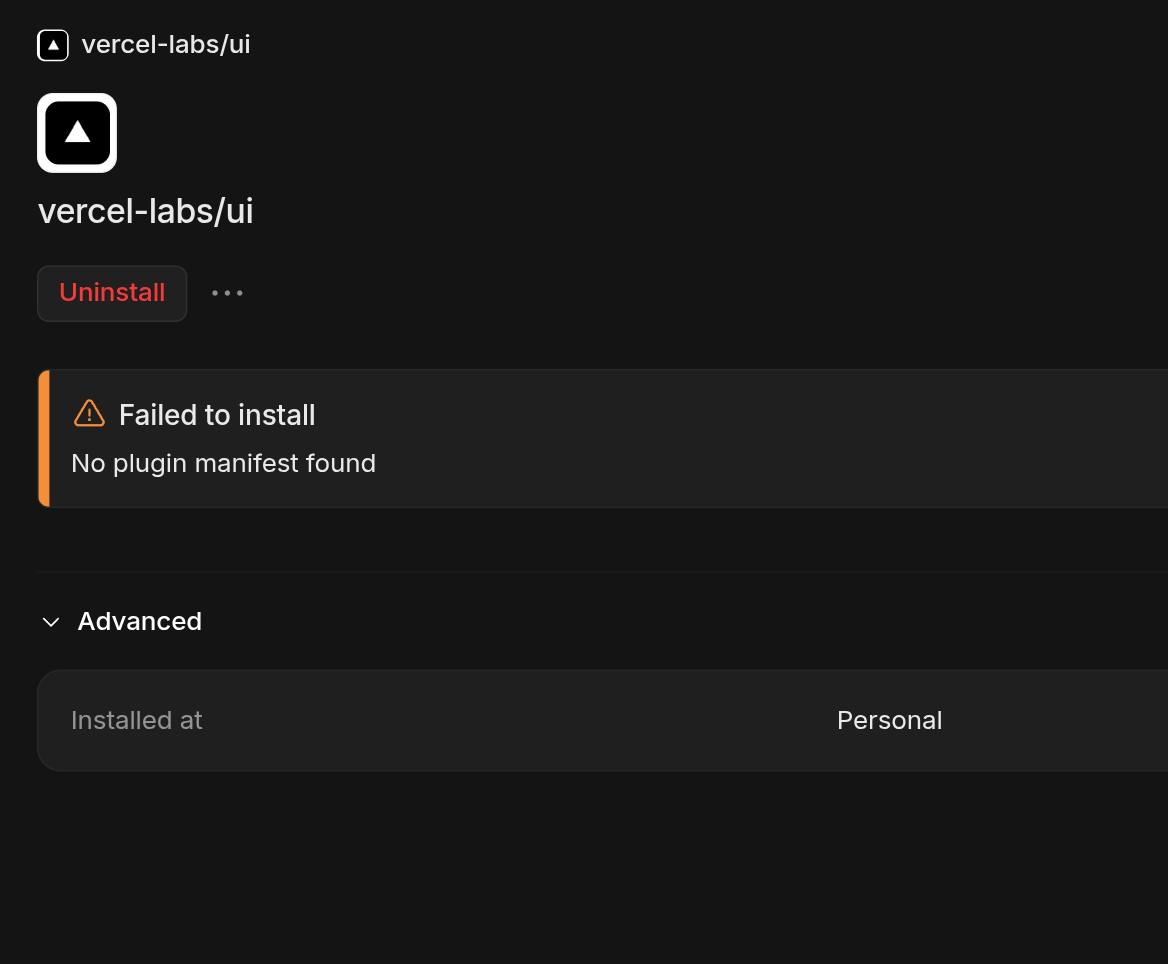 vercel-labs/ui
vercel-labs/ui
Uninstall
Failed to install
No plugin manifest found
Advanced
Installed at Personal